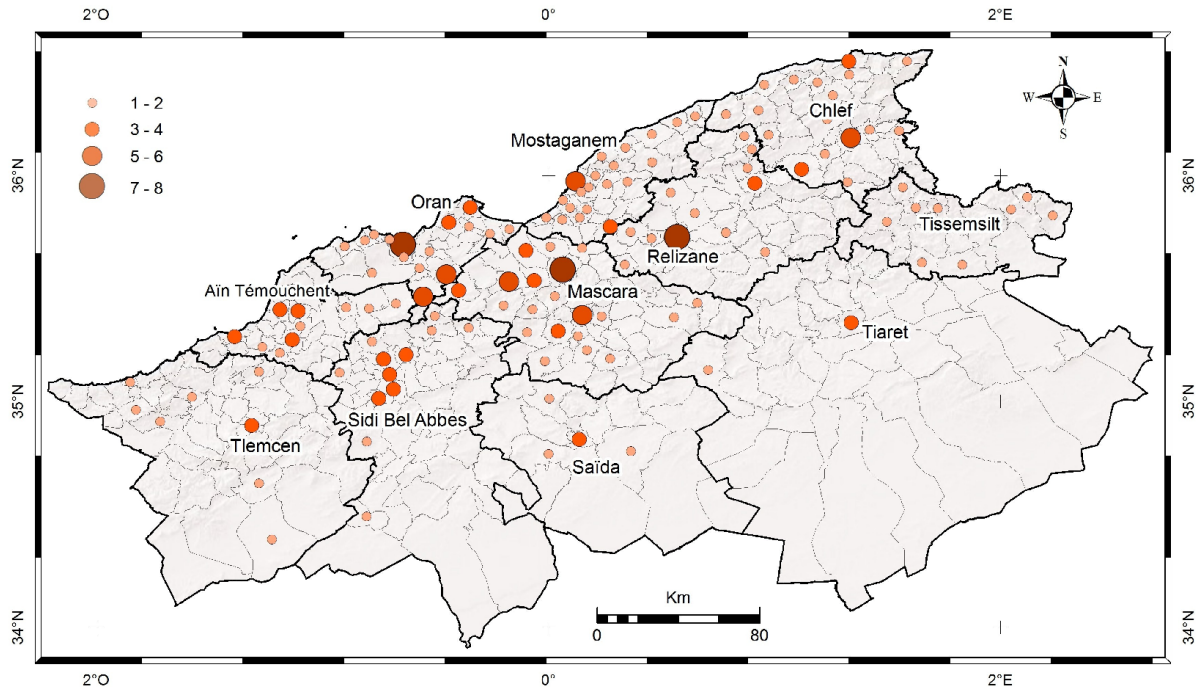 2°O 0° 2°E
N
W E
S
1 - 2
3 - 4
5 - 6
7 - 8
Chlef
Mostaganem
36°N 36°N
Oran
Tissemsilt
Relizane
Aïn Témouchent
Mascara
Tiaret
35°N 35°N
Sidi Bel Abbes
Tlemcen
Saïda
Km
0 80
34°N 34°N
2°O 0° 2°E